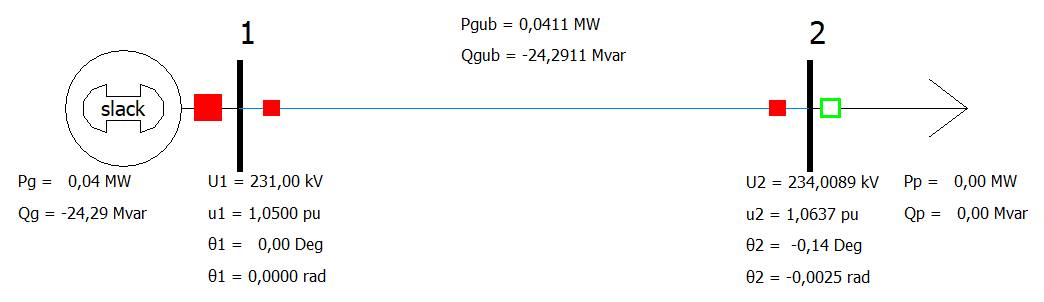 Pgub = 0,0411 MW
Qgub = -24,2911 Mvar
1
2
slack
Pg = 0,04 MW
Qg = -24,29 Mvar
U1 = 231,00 kV
u1 = 1,0500 pu
θ1 = 0,00 Deg
θ1 = 0,0000 rad
U2 = 234,0089 kV
u2 = 1,0637 pu
θ2 = -0,14 Deg
θ2 = -0,0025 rad
Pp = 0,00 MW
Qp = 0,00 Mvar